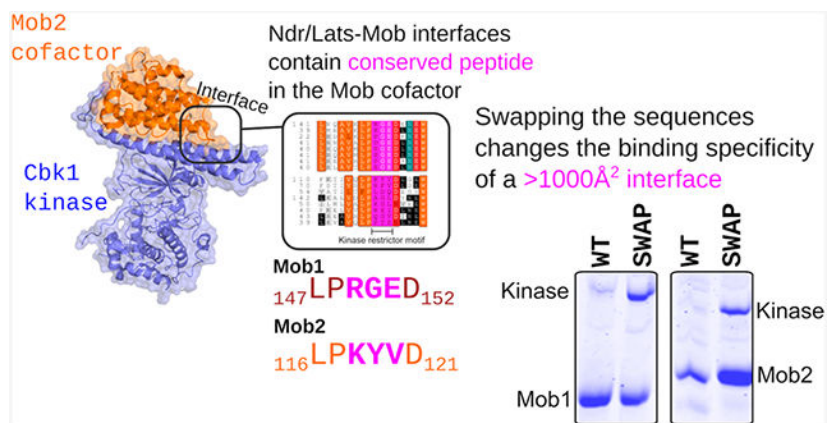 Mob2
cofactor
Interface
Cbk1
kinase
Ndr/Lats-Mob interfaces
contain conserved peptide
in the Mob cofactor
Kinase restrictor motif
Mob1
147LPRGED152
Mob2
116LPKYVD121
Swapping the sequences
changes the binding specificity
of a >1000Å² interface
WT
SWAP
WT
SWAP
Kinase
Kinase
Mob1
Mob2